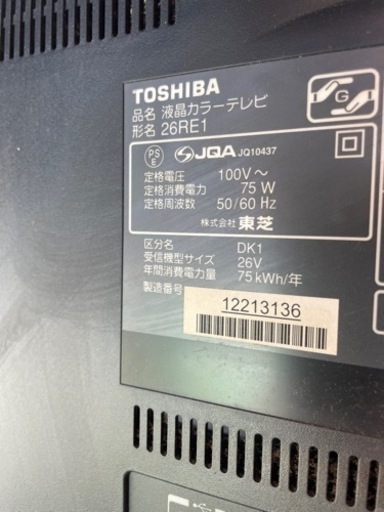 TOSHIBA
品名 液晶カラーテレビ
形名 26RE1
G
PS
E
JQA JQ10437
定格電圧 100V～
定格消費電力 75 W
定格周波数 50/60 Hz
株式会社 東芝
区分名 DK1
受信機型サイズ 26V
年間消費電力量 75 kWh/年
製造番号
12213136